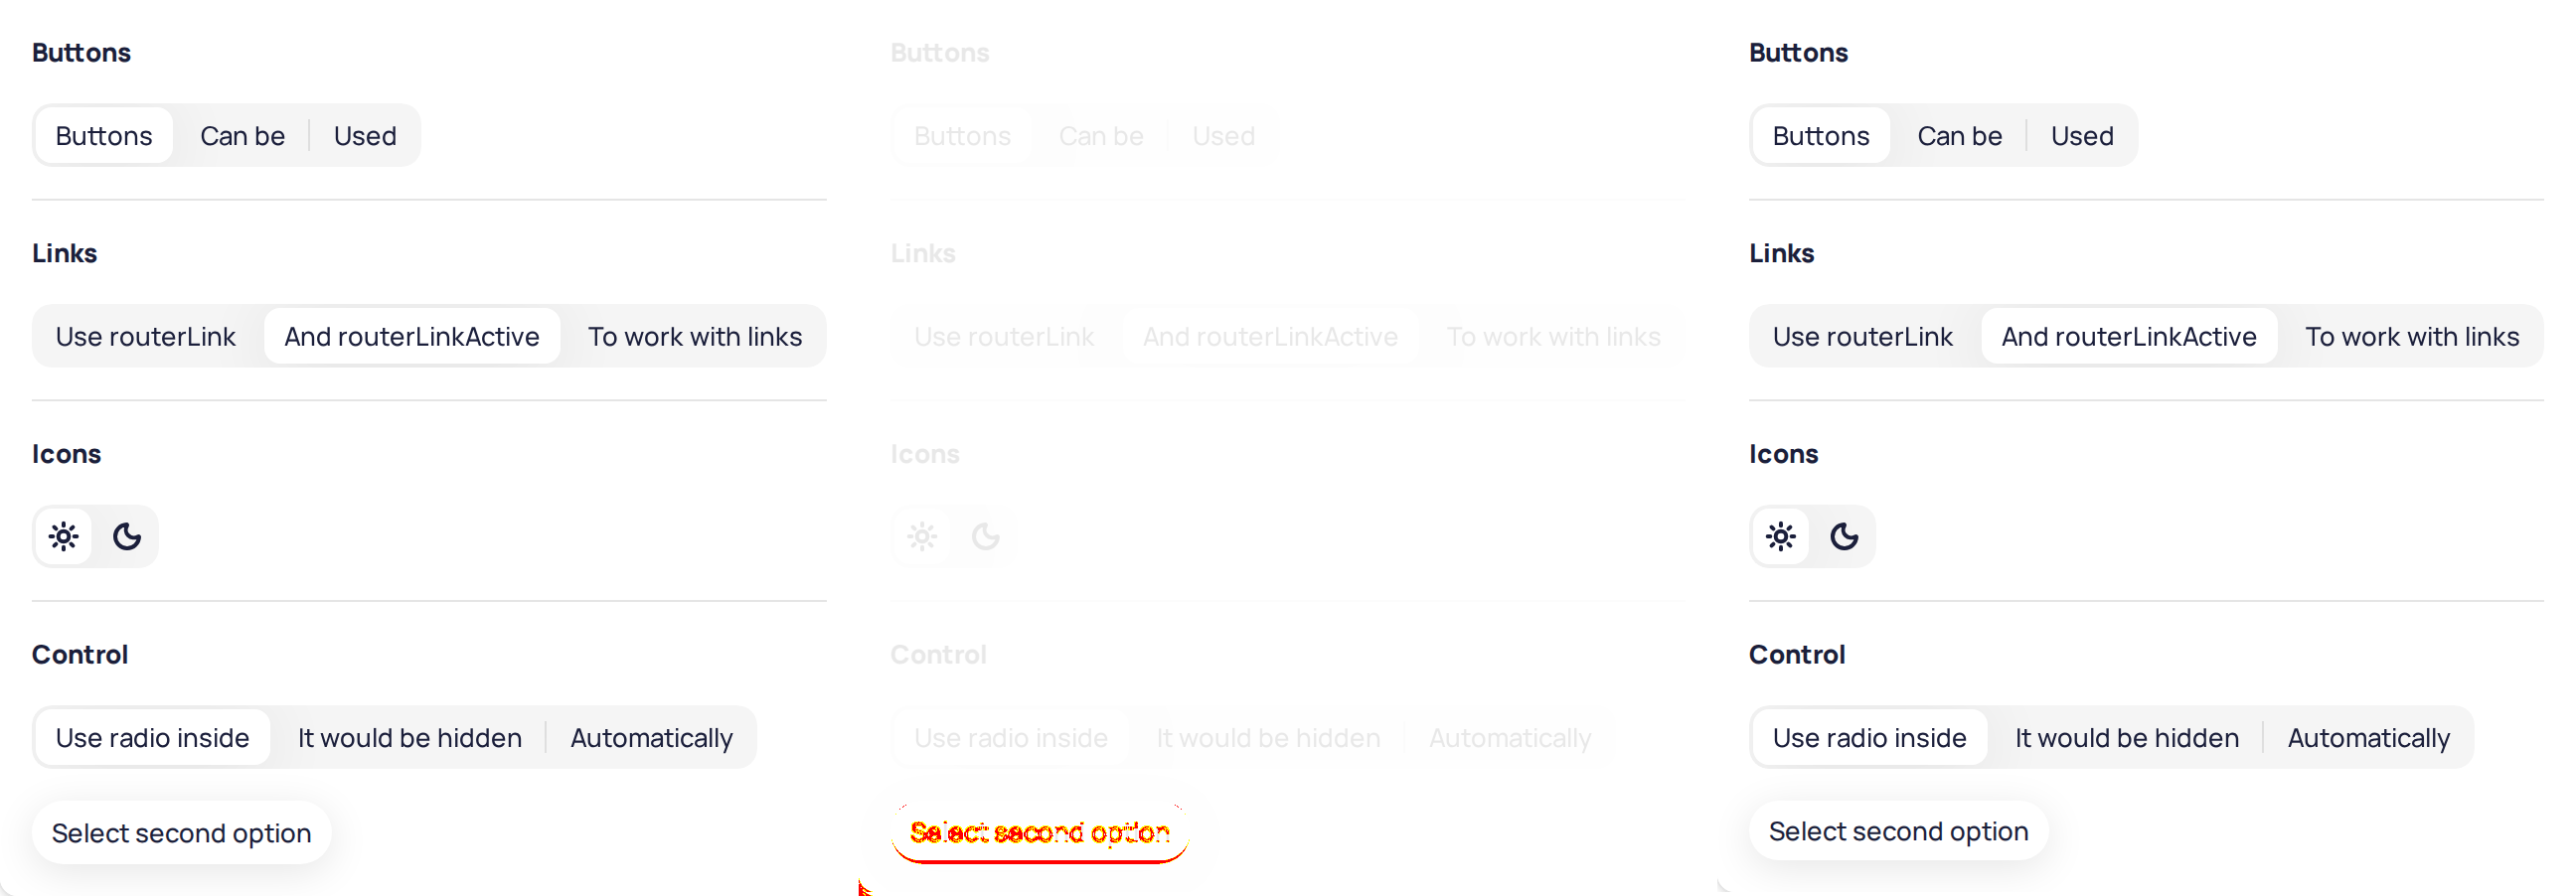 Buttons
Buttons Can be Used
Links
Use routerLink And routerLinkActive To work with links
Icons
Control
Use radio inside It would be hidden Automatically
Select second option
Buttons
Buttons Can be Used
Links
Use routerLink And routerLinkActive To work with links
Icons
Control
Use radio inside It would be hidden Automatically
Select second option
Buttons
Buttons Can be Used
Links
Use routerLink And routerLinkActive To work with links
Icons
Control
Use radio inside It would be hidden Automatically
Select second option